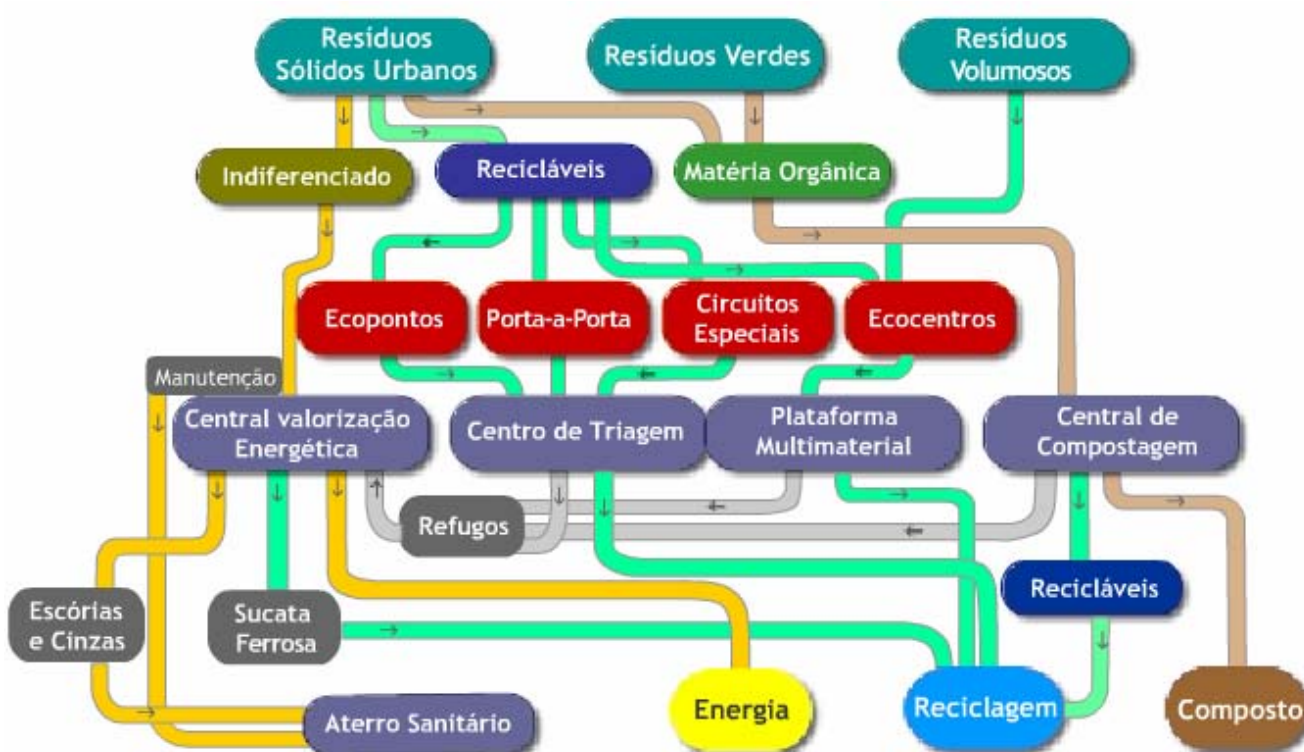 Resíduos
Sólidos Urbanos
Resíduos Verdes
Resíduos
Volumosos
Indiferenciado
Recicláveis
Matéria Orgânica
Ecopontos
Porta-a-Porta
Circuitos
Especiais
Ecocentros
Manutenção
Central valorização
Energética
Centro de Triagem
Plataforma
Multimaterial
Central de
Compostagem
Refugos
Escórias
e Cinzas
Sucata
Ferrosa
Recicláveis
Aterro Sanitário
Energia
Reciclagem
Composto